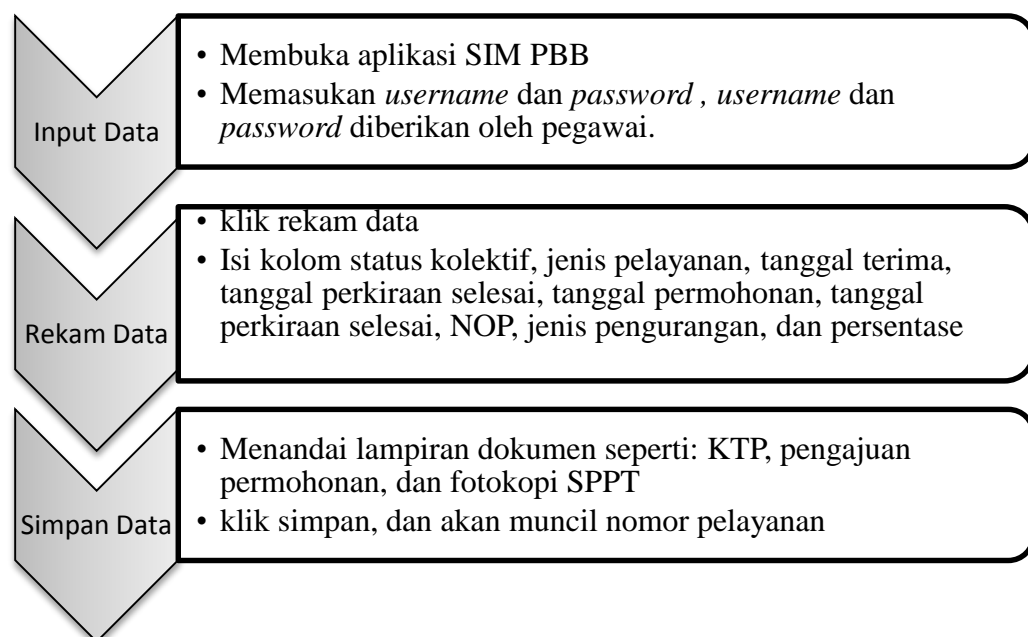 Input Data
• Membuka aplikasi SIM PBB
• Memasukan username dan password , username dan
password diberikan oleh pegawai.
Rekam Data
• klik rekam data
• Isi kolom status kolektif, jenis pelayanan, tanggal terima,
tanggal perkiraan selesai, tanggal permohonan, tanggal
perkiraan selesai, NOP, jenis pengurangan, dan persentase
Simpan Data
• Menandai lampiran dokumen seperti: KTP, pengajuan
permohonan, dan fotokopi SPPT
• klik simpan, dan akan muncil nomor pelayanan